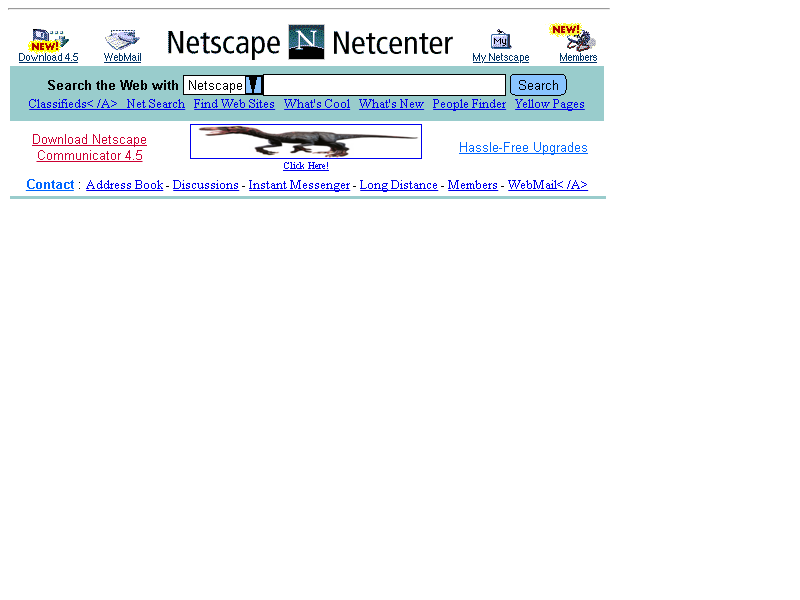 NEW! NEW!
Download 4.5 WebMail Netscape N Netcenter My My Netscape Members
Search the Web with Netscape Search
Classifieds< /A> Net Search Find Web Sites What's Cool What's New People Finder Yellow Pages
Download Netscape
Communicator 4.5
Click Here!
Hassle-Free Upgrades
Contact : Address Book - Discussions - Instant Messenger - Long Distance - Members - WebMail< /A>